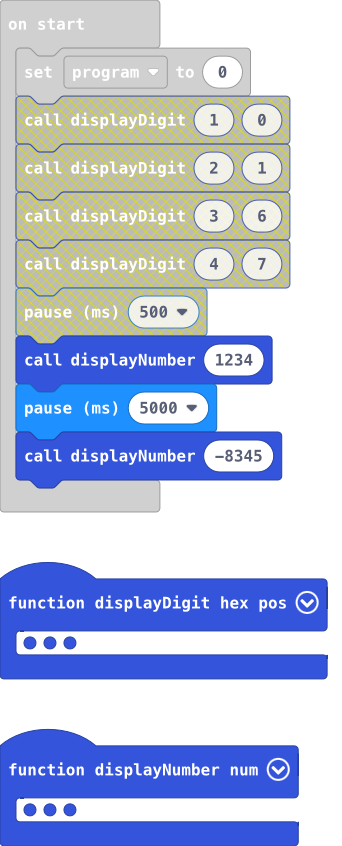 on start
set program to 0
call displayDigit 1 0
call displayDigit 2 1
call displayDigit 3 6
call displayDigit 4 7
pause (ms) 500
call displayNumber 1234
pause (ms) 5000
call displayNumber −8345
function displayDigit hex pos
function displayNumber num